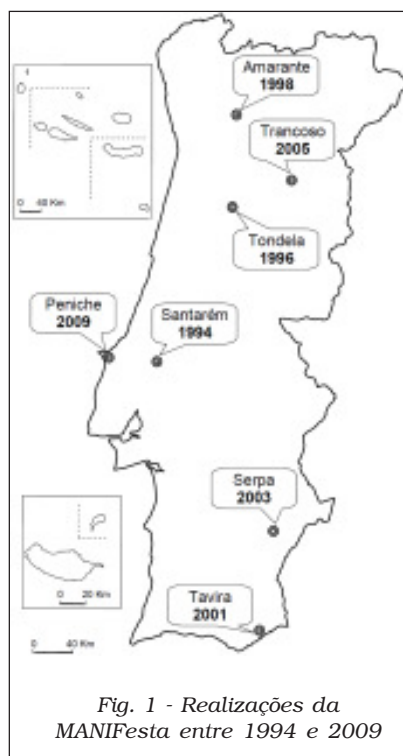 Amarante
1998
Trancoso
2005
Tondela
1996
0 40 Km
Peniche
2009
Santarém
1994
Serpa
2003
0 20 Km
Tavira
2001
0 40 Km
Fig. 1 - Realizações da
MANIFesta entre 1994 e 2009